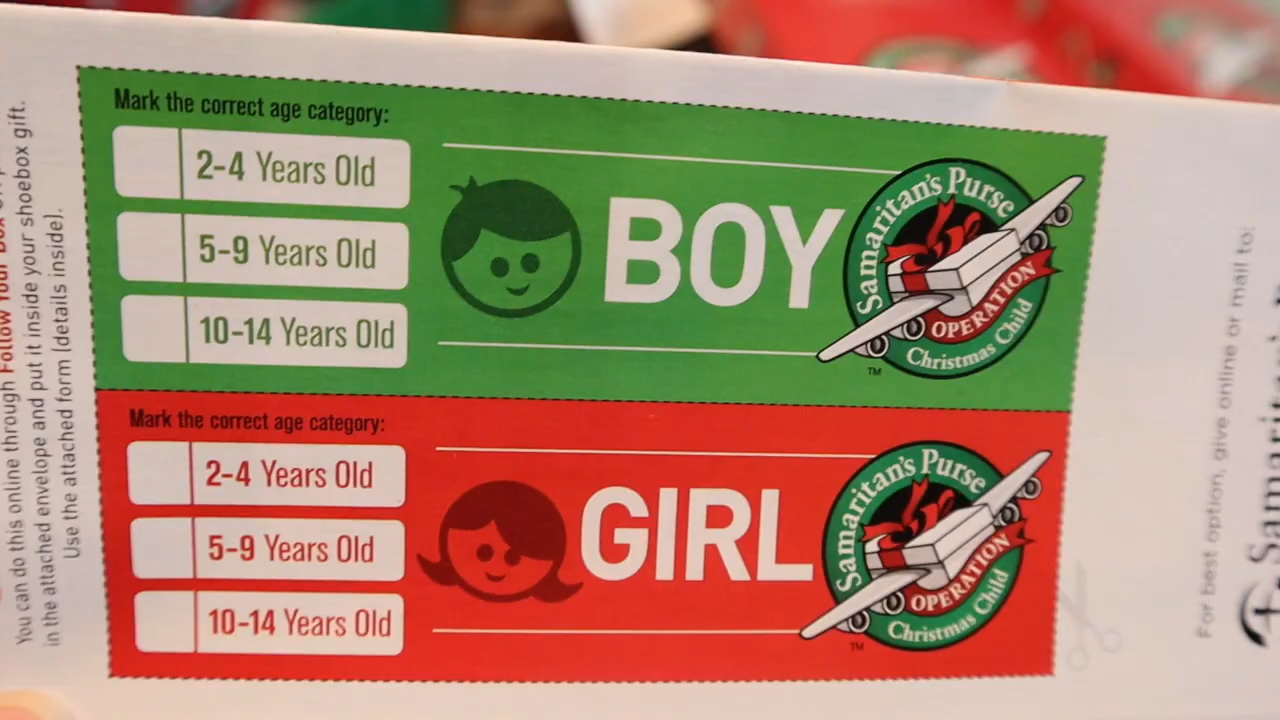 Mark the correct age category:
2-4 Years Old
5-9 Years Old
10-14 Years Old
BOY
Samaritan's Purse
OPERATION
Christmas Child
TM
Mark the correct age category:
2-4 Years Old
5-9 Years Old
10-14 Years Old
GIRL
Samaritan's Purse
OPERATION
Christmas Child
TM
Follow Your Box
You can do this online through
in the attached envelope and put it inside your shoebox gift.
Use the attached form (details inside).
For best option, give online or mail to:
Samaritan's